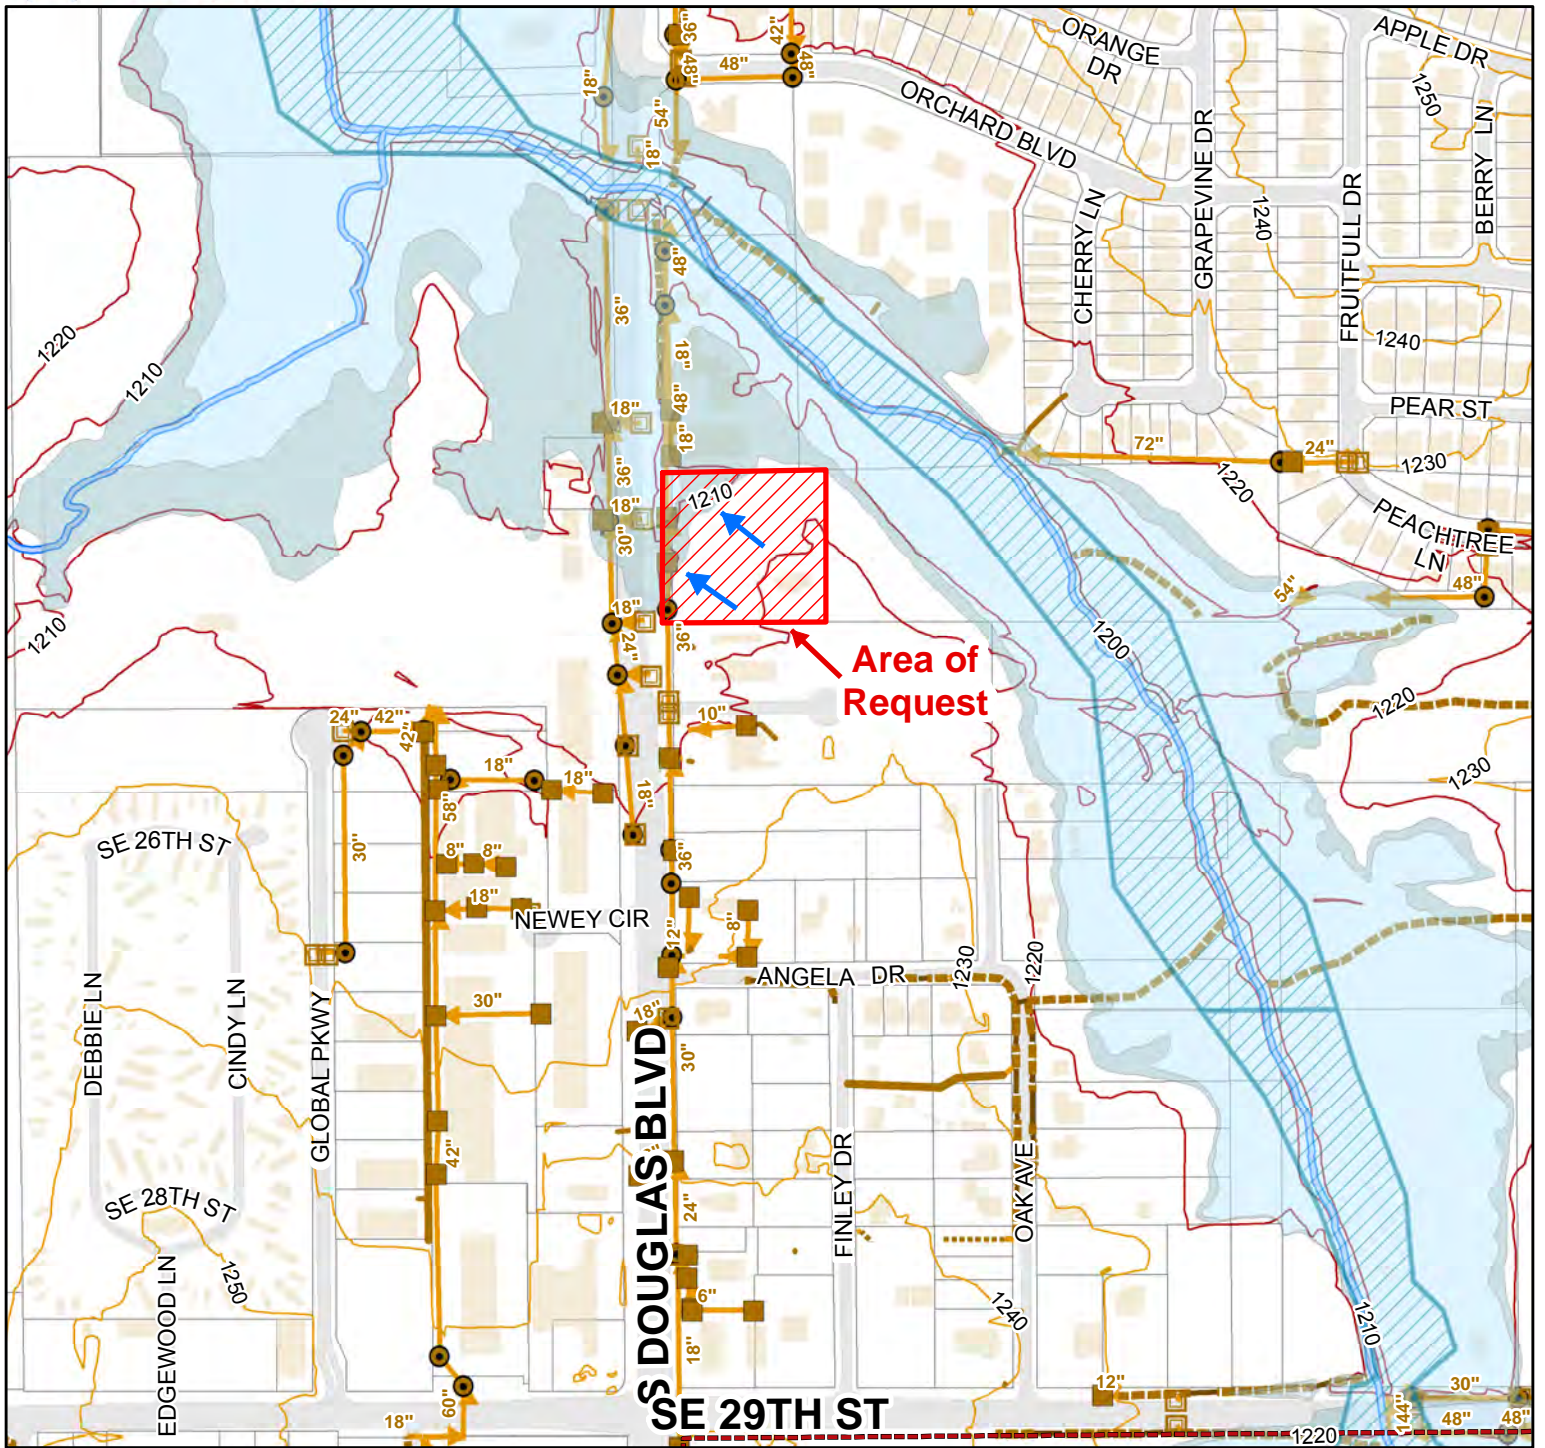 36"
42"
ORANGE
DR
APPLE DR
48"
48"
48"
18"
54"
1250
ORCHARD BLVD
GRAPEVINE DR
BERRY LN
18"
CHERRY LN
1240
FRUITFULL DR
48"
36"
1220
1210
18"
1240
48"
18"
18"
PEAR ST
72"
24"
1230
36"
1220
1210
18"
30"
PEACHTREE
LN
54"
48"
1210
18"
24"
36"
1200
Area of
Request
1220
24"
42"
42"
10"
18"
18"
18"
58"
1230
SE 26TH ST
30"
8"
8"
36"
18"
NEWEY CIR
12"
8"
ANGELA DR
1230
1220
DEBBIE LN
CINDY LN
GLOBAL PKWY
30"
18"
30"
S DOUGLAS BLVD
42"
FINLEY DR
OAK AVE
SE 28TH ST
24"
1250
EDGEWOOD LN
6"
1240
1210
18"
12"
30"
60"
18"
SE 29TH ST
144"
48"
48"
1220